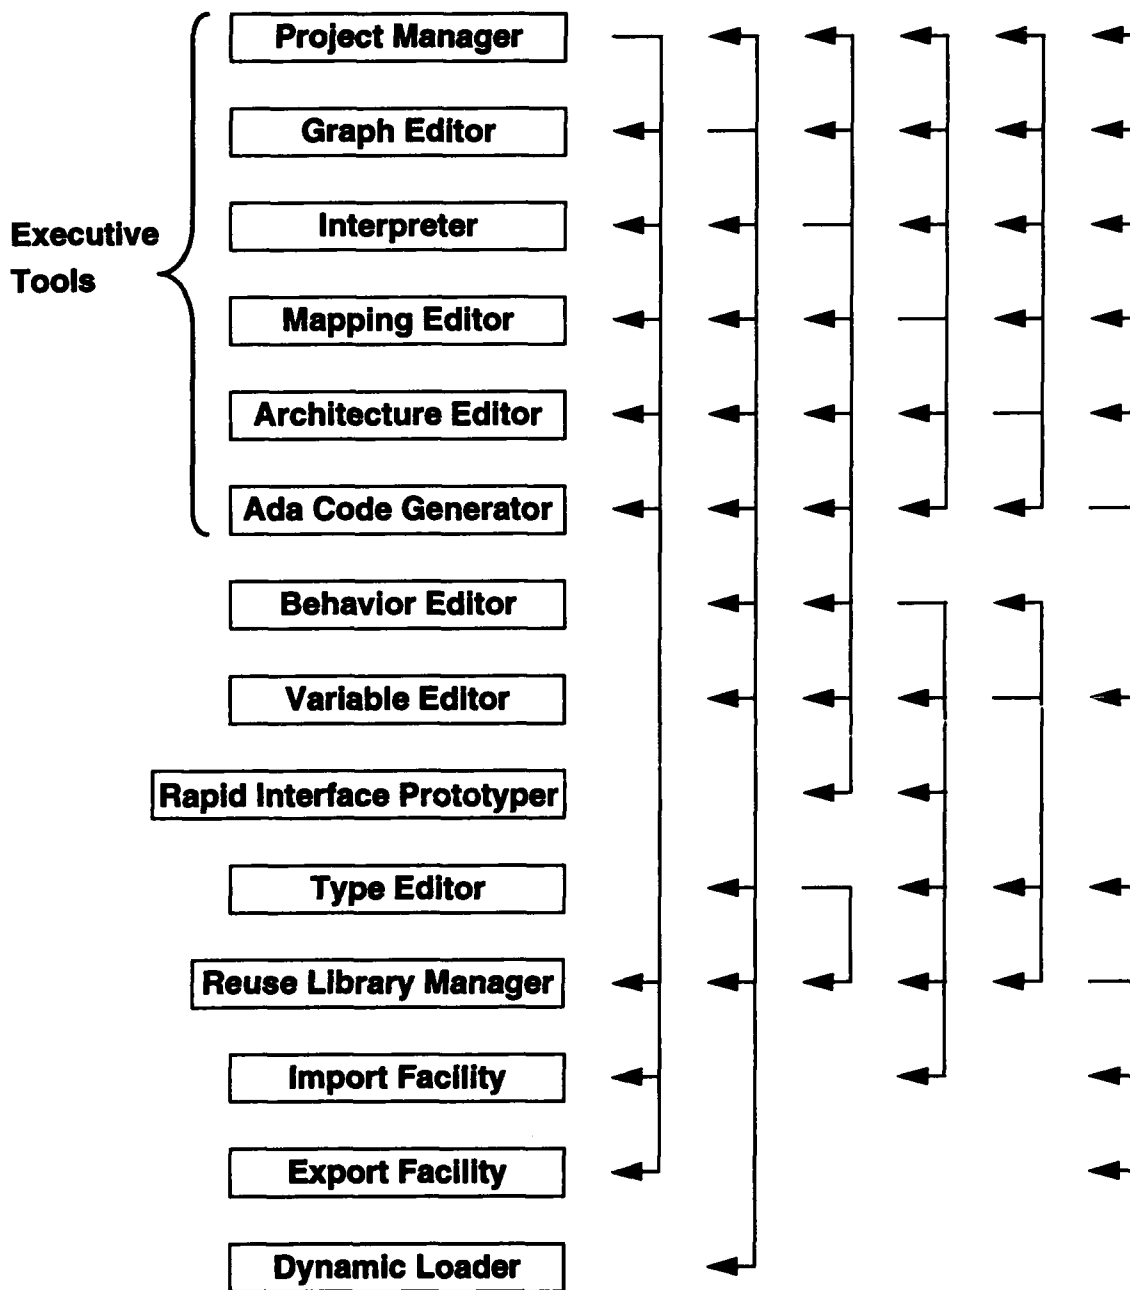 Project Manager
Graph Editor
Interpreter
Executive
Tools
Mapping Editor
Architecture Editor
Ada Code Generator
Behavior Editor
Variable Editor
Rapid Interface Prototyper
Type Editor
Reuse Library Manager
Import Facility
Export Facility
Dynamic Loader